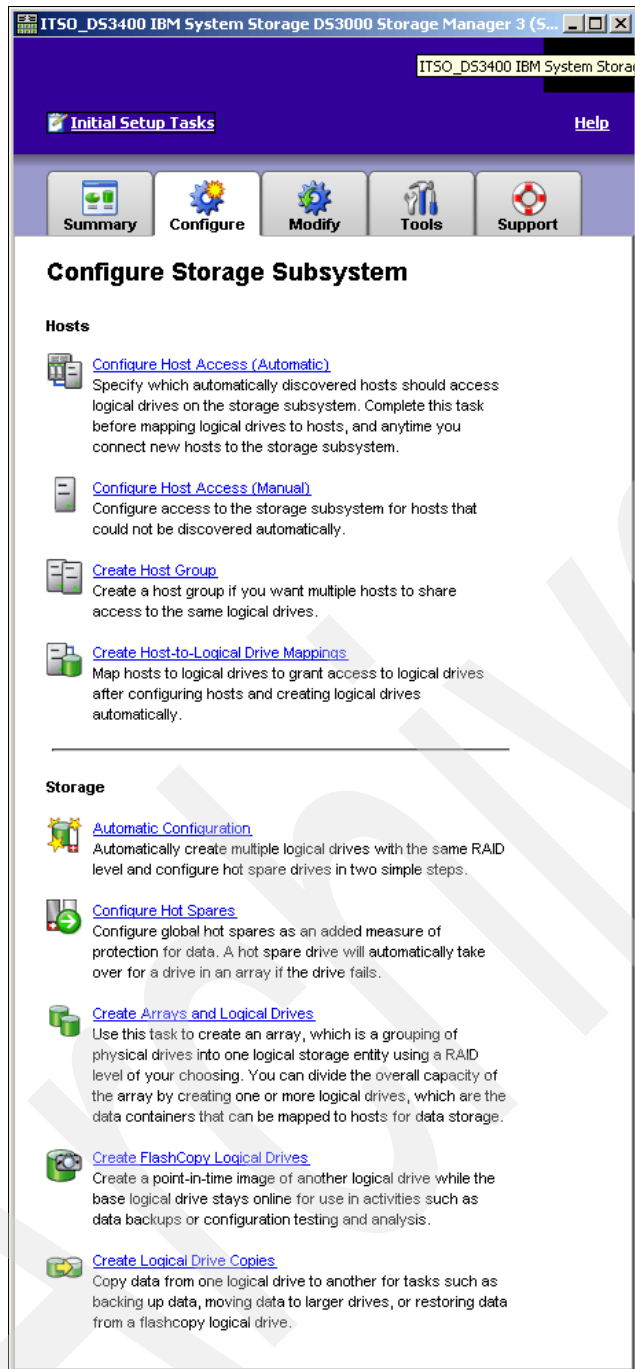 ITSO_DS3400 IBM System Storage DS3000 Storage Manager 3 (S...
ITSO_DS3400 IBM System Stora
Initial Setup Tasks
Help
Summary
Configure
Modify
Tools
Support
Configure Storage Subsystem
Hosts
Configure Host Access (Automatic)
Specify which automatically discovered hosts should access
logical drives on the storage subsystem. Complete this task
before mapping logical drives to hosts, and anytime you
connect new hosts to the storage subsystem.
Configure Host Access (Manual)
Configure access to the storage subsystem for hosts that
could not be discovered automatically.
Create Host Group
Create a host group if you want multiple hosts to share
access to the same logical drives.
Create Host-to-Logical Drive Mappings
Map hosts to logical drives to grant access to logical drives
after configuring hosts and creating logical drives
automatically.
Storage
Automatic Configuration
Automatically create multiple logical drives with the same RAID
level and configure hot spare drives in two simple steps.
Configure Hot Spares
Configure global hot spares as an added measure of
protection for data. A hot spare drive will automatically take
over for a drive in an array if the drive fails.
Create Arrays and Logical Drives
Use this task to create an array, which is a grouping of
physical drives into one logical storage entity using a RAID
level of your choosing. You can divide the overall capacity of
the array by creating one or more logical drives, which are the
data containers that can be mapped to hosts for data storage.
Create FlashCopy Logical Drives
Create a point-in-time image of another logical drive while the
base logical drive stays online for use in activities such as
data backups or configuration testing and analysis.
Create Logical Drive Copies
Copy data from one logical drive to another for tasks such as
backing up data, moving data to larger drives, or restoring data
from a flashcopy logical drive.